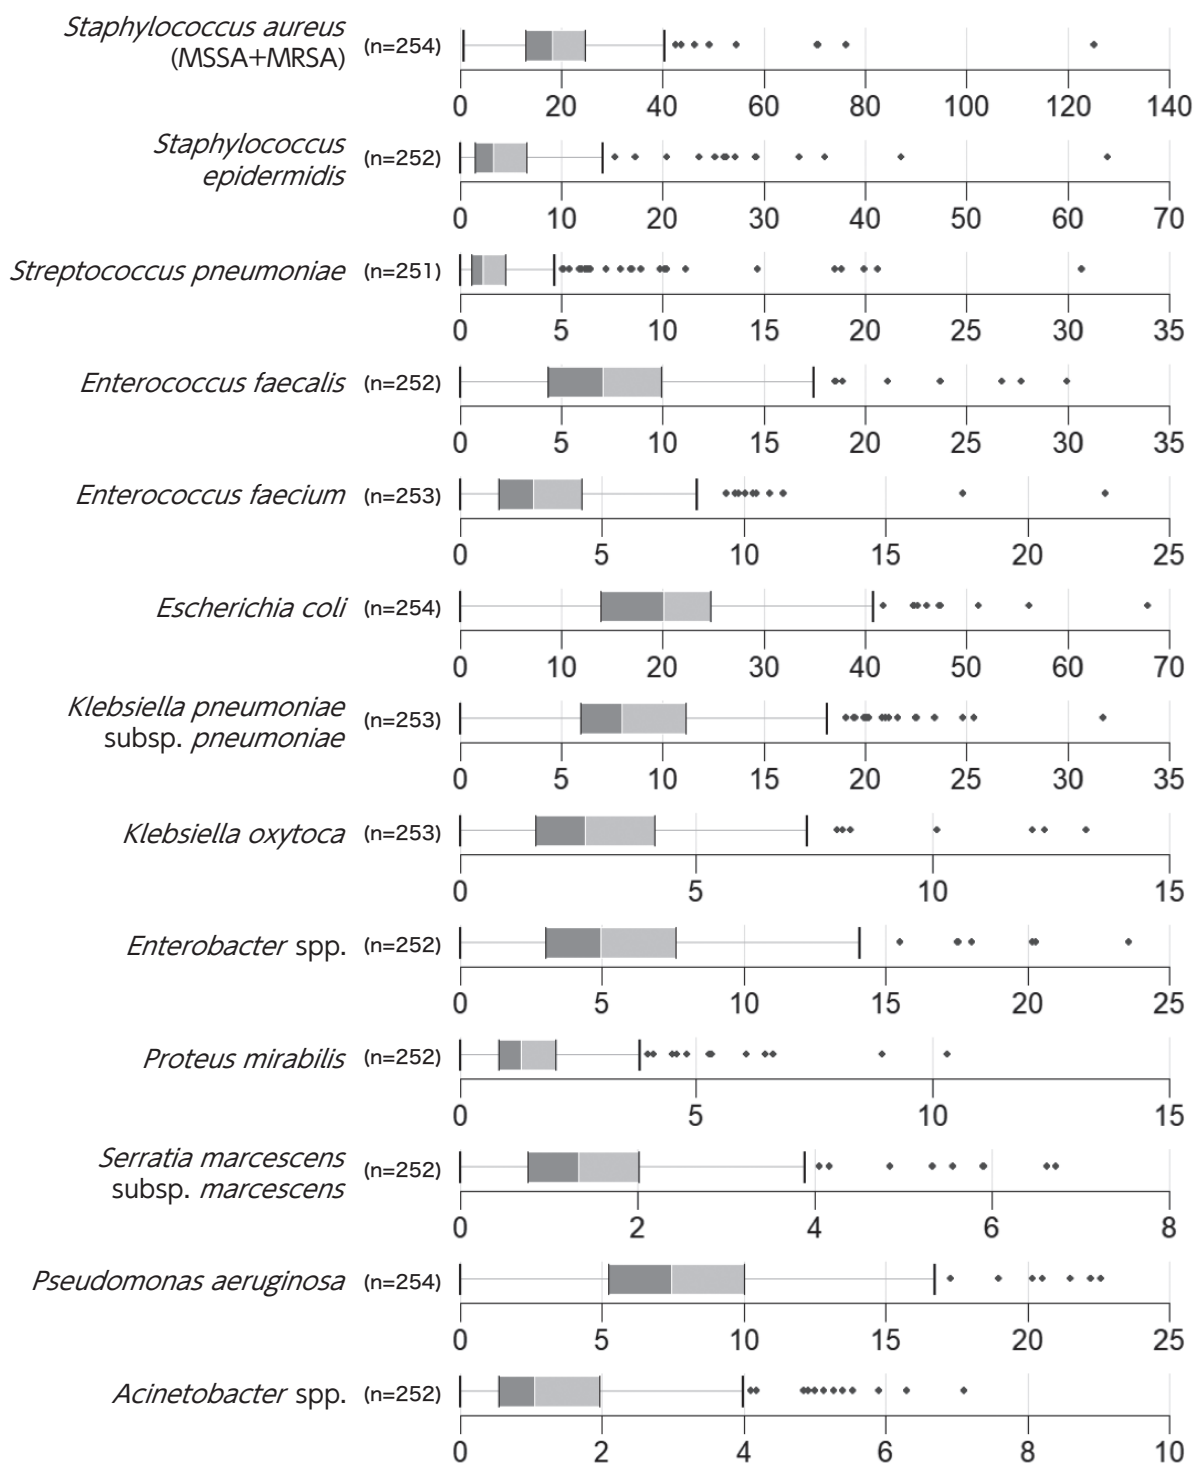 Staphylococcus aureus
(MSSA+MRSA) (n=254)
0 20 40 60 80 100 120 140
Staphylococcus
epidermidis (n=252)
0 10 20 30 40 50 60 70
Streptococcus pneumoniae (n=251)
0 5 10 15 20 25 30 35
Enterococcus faecalis (n=252)
0 5 10 15 20 25 30 35
Enterococcus faecium (n=253)
0 5 10 15 20 25
Escherichia coli (n=254)
0 10 20 30 40 50 60 70
Klebsiella pneumoniae
subsp. pneumoniae (n=253)
0 5 10 15 20 25 30 35
Klebsiella oxytoca (n=253)
0 5 10 15
Enterobacter spp. (n=252)
0 5 10 15 20 25
Proteus mirabilis (n=252)
0 5 10 15
Serratia marcescens
subsp. marcescens (n=252)
0 2 4 6 8
Pseudomonas aeruginosa (n=254)
0 5 10 15 20 25
Acinetobacter spp. (n=252)
0 2 4 6 8 10